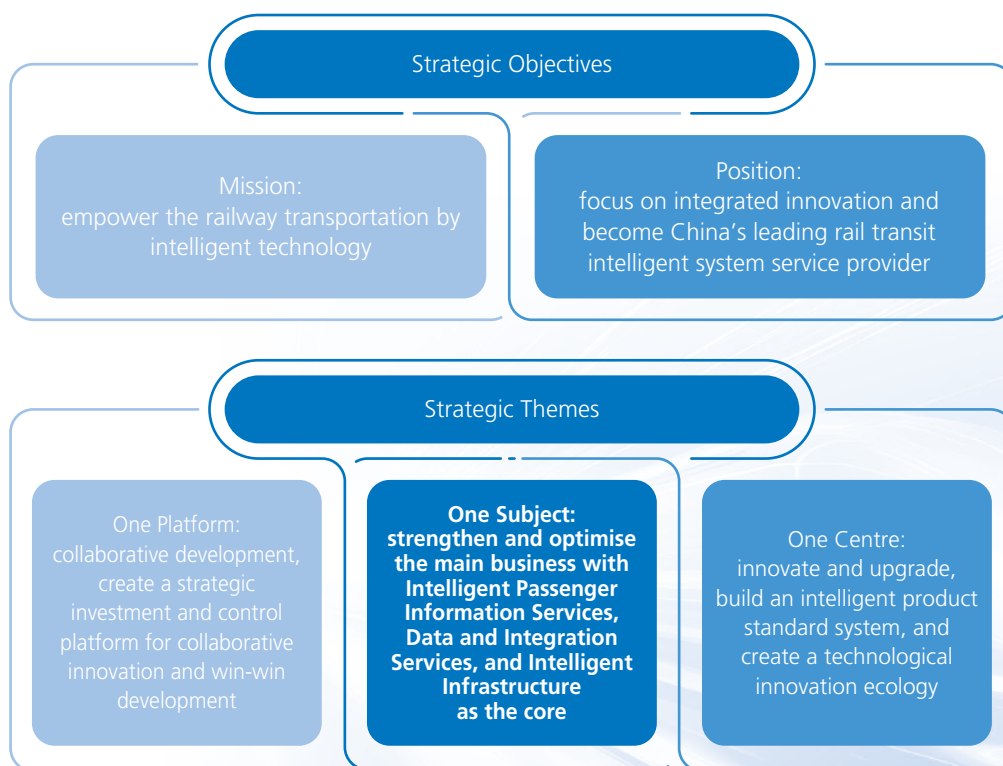 Strategic Objectives
Mission:
empower the railway transportation by
intelligent technology
Position:
focus on integrated innovation and
become China’s leading rail transit
intelligent system service provider
Strategic Themes
One Platform:
collaborative development,
create a strategic
investment and control
platform for collaborative
innovation and win-win
development
One Subject:
strengthen and optimise
the main business with
Intelligent Passenger
Information Services,
Data and Integration
Services, and Intelligent
Infrastructure
as the core
One Centre:
innovate and upgrade,
build an intelligent product
standard system, and
create a technological
innovation ecology